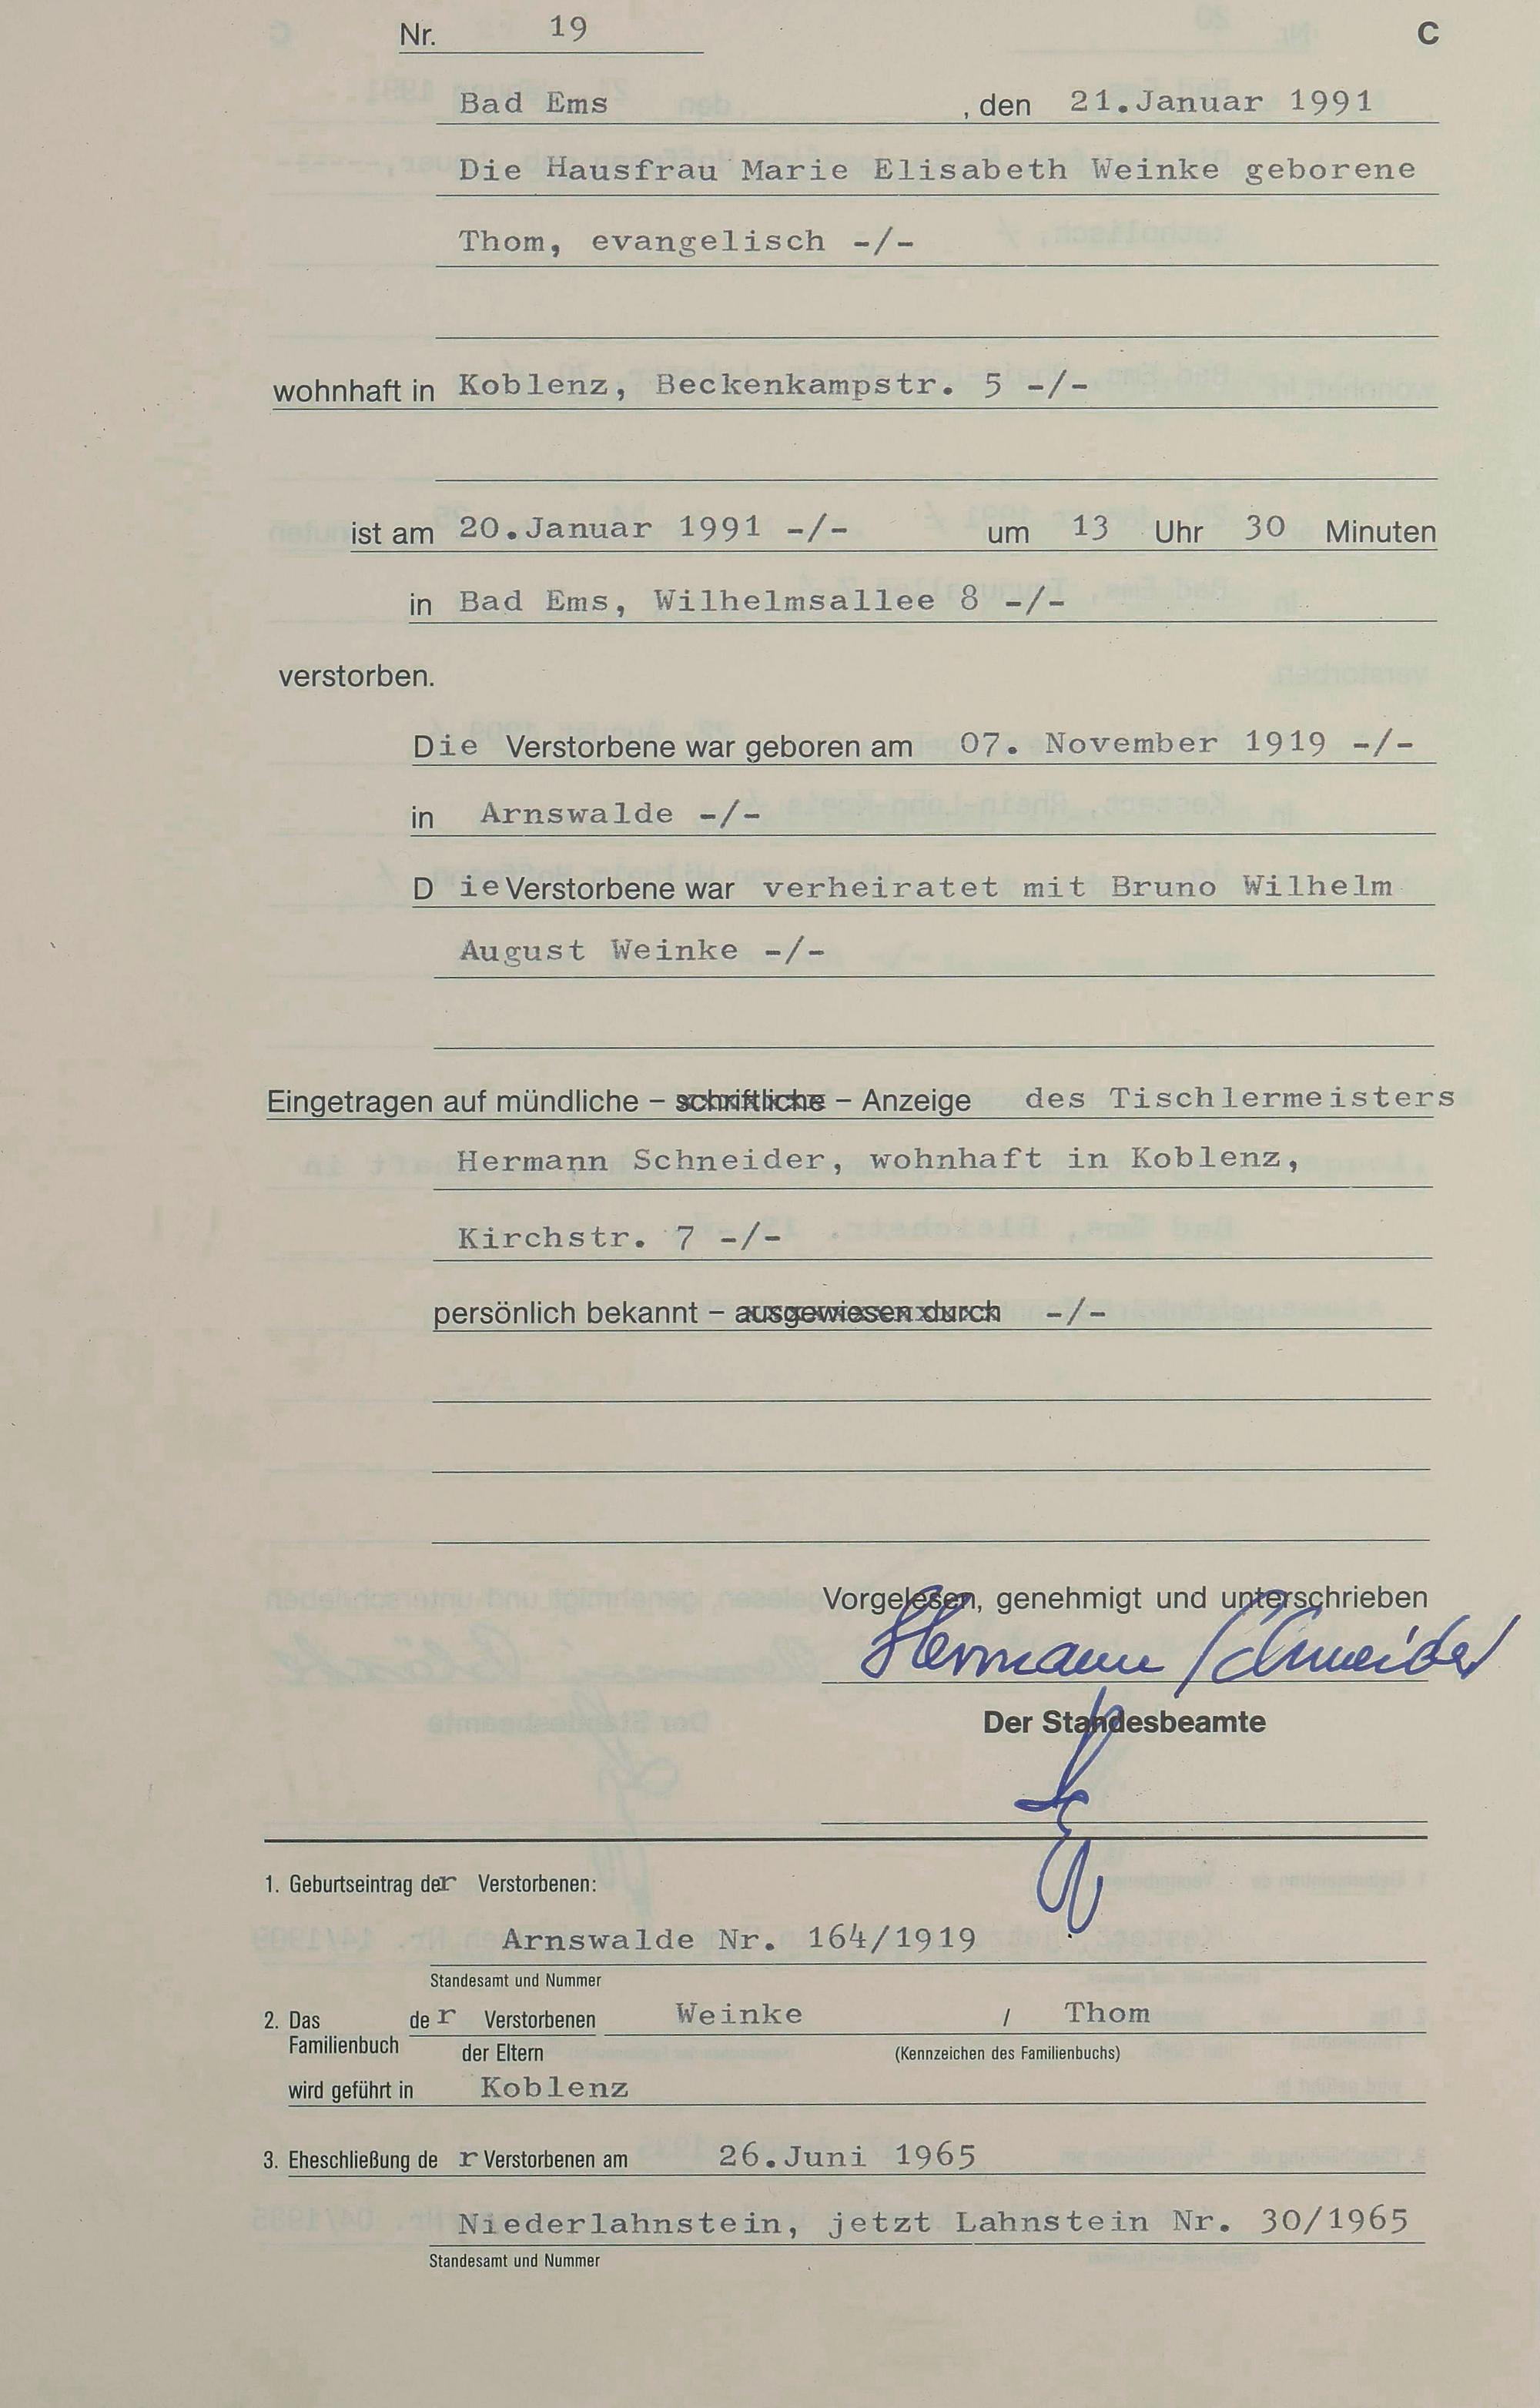 Nr. 19 C
Bad Ems , den 21.Januar 1991
Die Hausfrau Marie Elisabeth Weinke geborene
Thom, evangelisch -/-
wohnhaft in Koblenz, Beckenkampstr. 5 -/-
ist am 20.Januar 1991 -/- um 13 Uhr 30 Minuten
in Bad Ems, Wilhelmsallee 8 -/-
verstorben.
Die Verstorbene war geboren am 07. November 1919 -/-
in Arnswalde -/-
D ie Verstorbene war verheiratet mit Bruno Wilhelm
August Weinke -/-
Eingetragen auf mündliche – schriftliche – Anzeige des Tischlermeisters
Hermann Schneider, wohnhaft in Koblenz,
Kirchstr. 7 -/-
persönlich bekannt – ausgewiesen durch -/-
Vorgelesen, genehmigt und unterschrieben
Hermann Schneider
Der Standesbeamte
1. Geburtseintrag der Verstorbenen:
Arnswalde Nr. 164/1919
Standesamt und Nummer
2. Das der Verstorbenen Weinke / Thom
Familienbuch der Eltern (Kennzeichen des Familienbuchs)
wird geführt in Koblenz
3. Eheschließung de r Verstorbenen am 26.Juni 1965
Niederlahnstein, jetzt Lahnstein Nr. 30/1965
Standesamt und Nummer